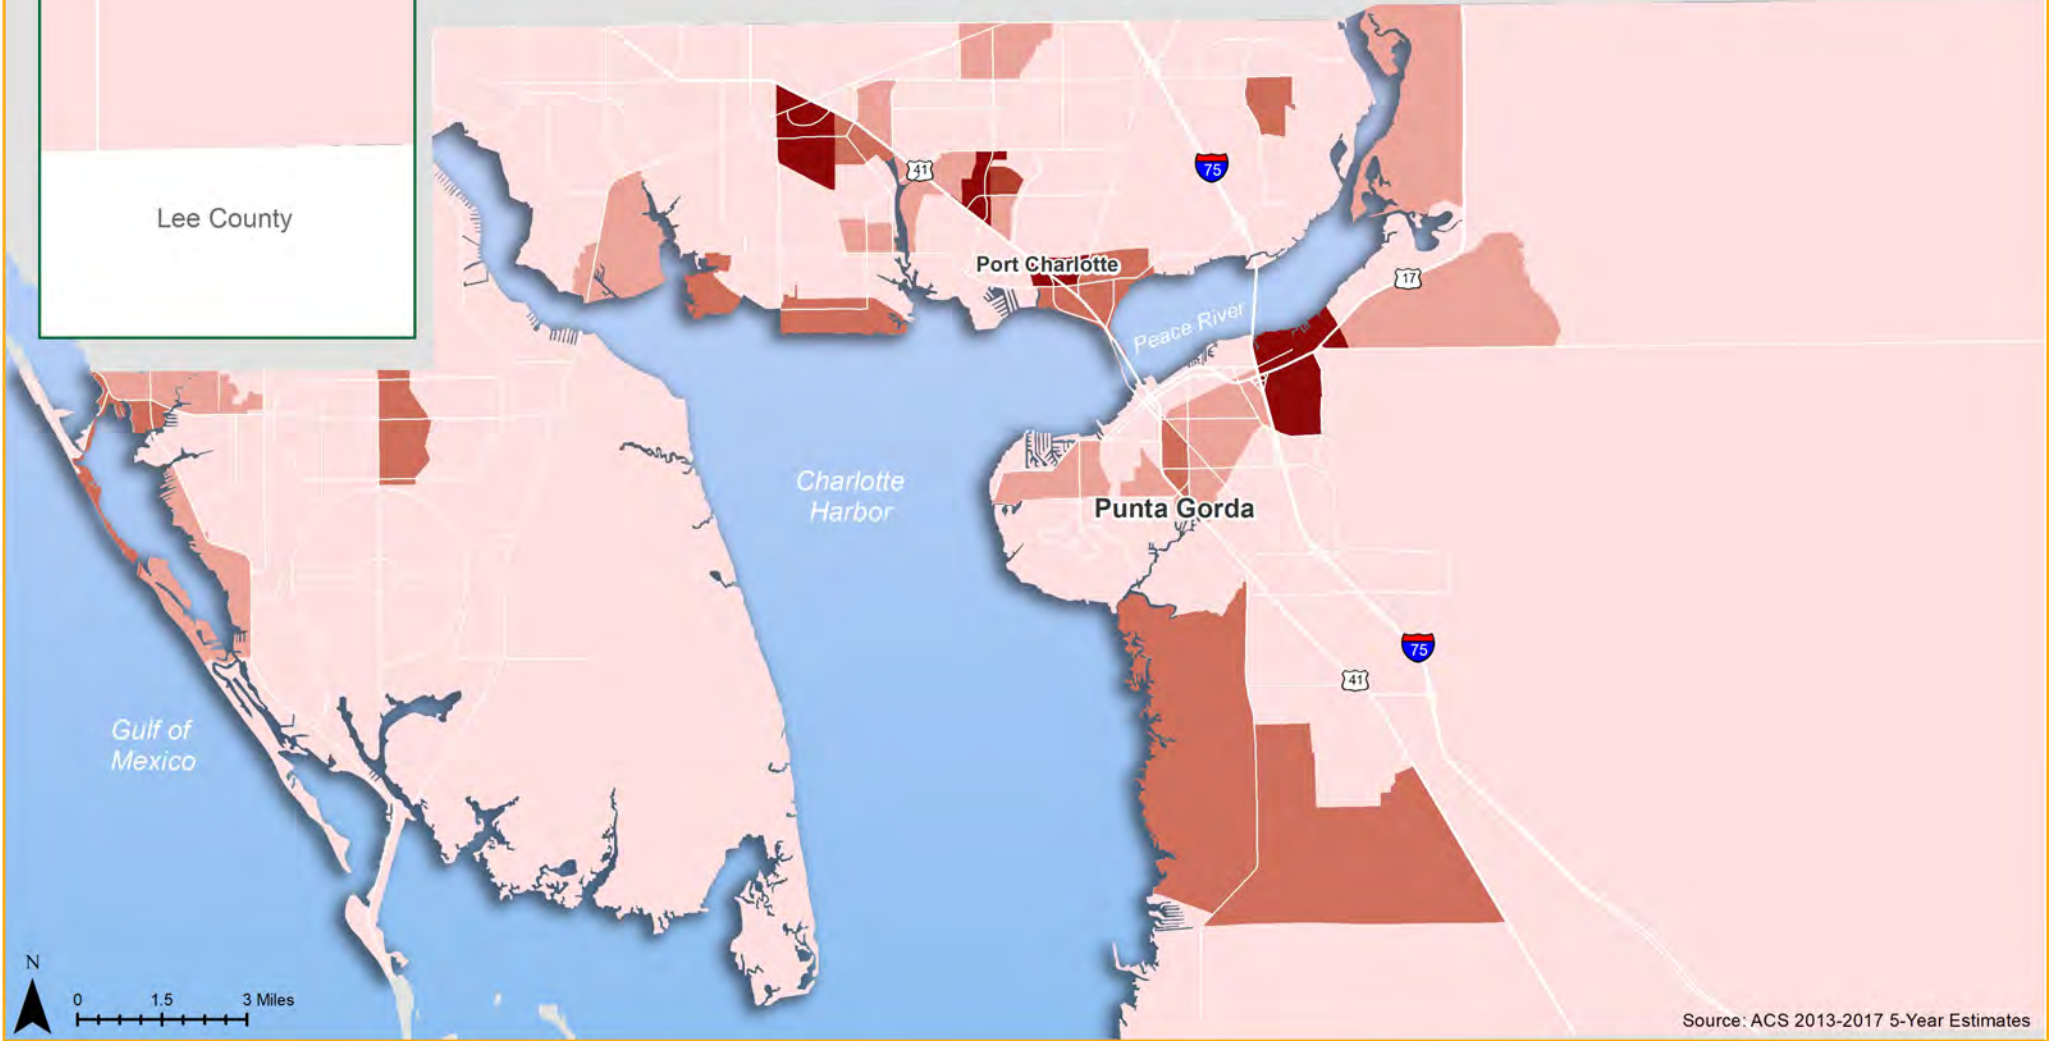 Lee County
41
75
Port Charlotte
17
Peace River
Charlotte
Harbor
Punta Gorda
75
41
Gulf of
Mexico
N
0 1.5 3 Miles
Source: ACS 2013-2017 5-Year Estimates